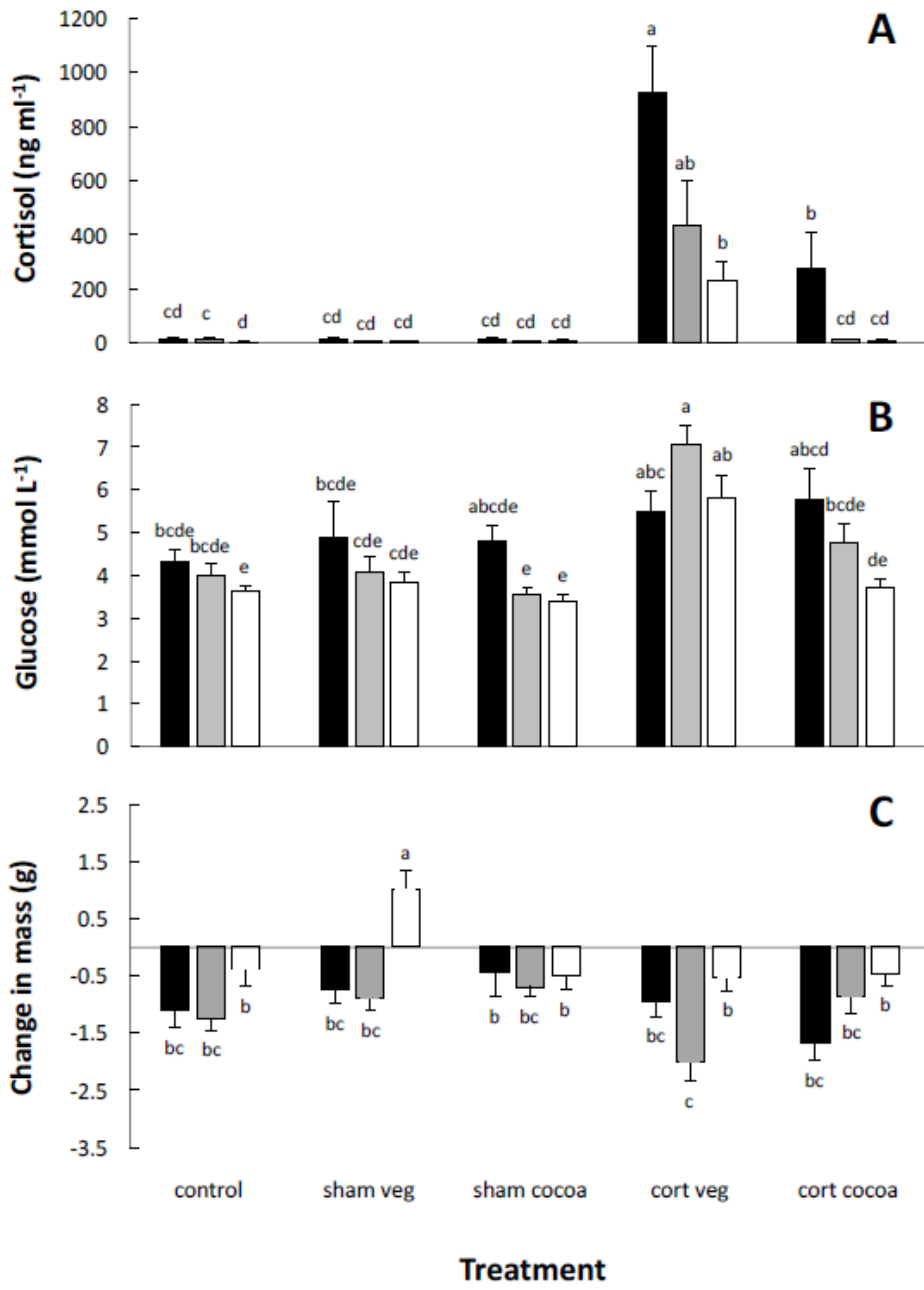 A
Cortisol (ng ml⁻¹)
1200
1000
800
600
400
200
0
cd c d
cd cd cd
cd cd cd
a ab b
b cd cd
B
Glucose (mmol L⁻¹)
8
7
6
5
4
3
2
1
0
bcde bcde e
bcde cde cde
abcde e e
abc a ab
abcd bcde de
C
Change in mass (g)
2.5
1.5
0.5
-0.5
-1.5
-2.5
-3.5
bc bc b
bc bc a
b bc b
bc c b
bc b b
control sham veg sham cocoa cort veg cort cocoa
Treatment